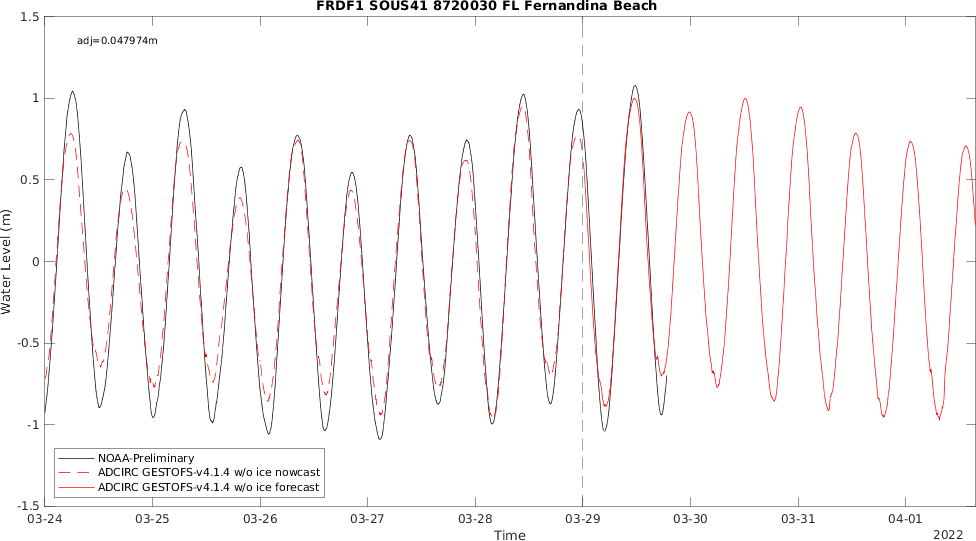 FRDF1 SOUS41 8720030 FL Fernandina Beach
adj=0.047974m
1.5
1
0.5
0
-0.5
-1
-1.5
Water Level (m)
NOAA-Preliminary
ADCIRC GESTOFS-v4.1.4 w/o ice nowcast
ADCIRC GESTOFS-v4.1.4 w/o ice forecast
03-24 03-25 03-26 03-27 03-28 03-29 03-30 03-31 04-01
Time
2022